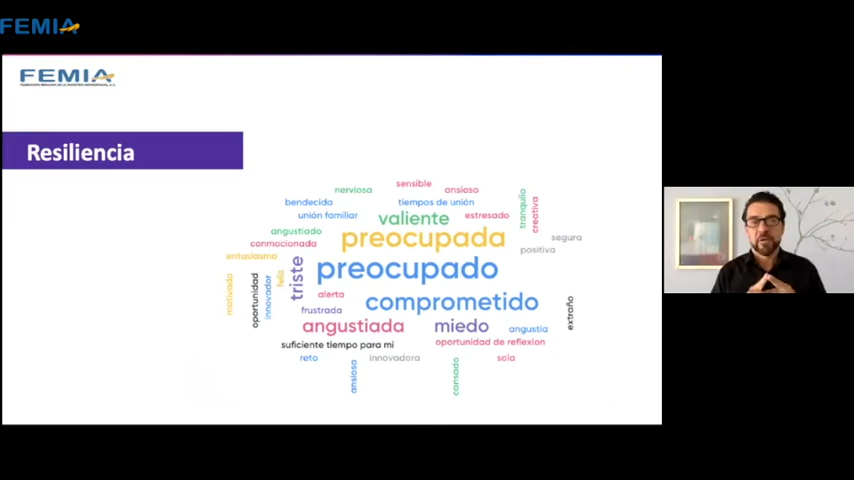 FEMIA
FEMIA
FEDERACIÓN MEXICANA DE LA INDUSTRIA AEROESPACIAL, A.C.
Resiliencia
sensible
nerviosa
ansioso
bendecida
tiempos de unión
tranquilo
creativa
unión familiar
valiente
estresado
angustiado
preocupada
segura
conmocionada
positiva
entusiasmo
triste
preocupado
feliz
motivado
oportunidad
innovador
alerta
comprometido
extraño
frustrada
angustiada
miedo
angustia
suficiente tiempo para mi
oportunidad de reflexion
reto
innovadora
sola
ansiosa
cansado